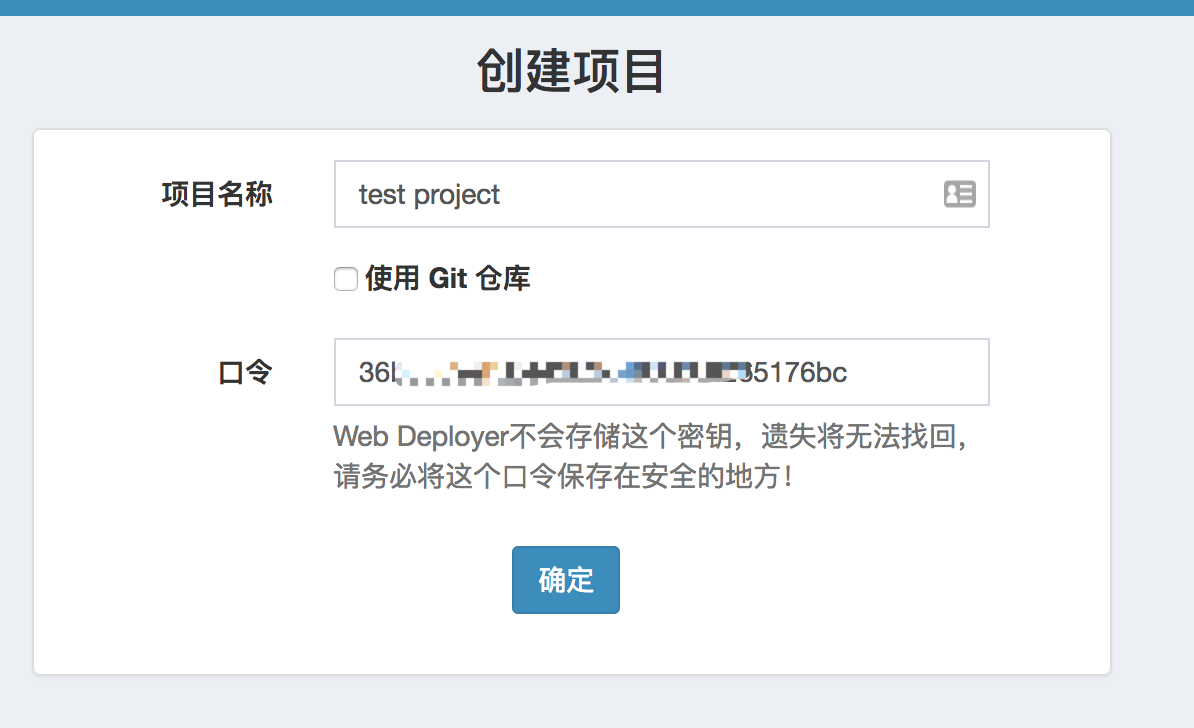 创建项目
项目名称
test project
使用 Git 仓库
口令
36
65176bc
Web Deployer不会存储这个密钥，遗失将无法找回，
请务必将这个口令保存在安全的地方！
确定